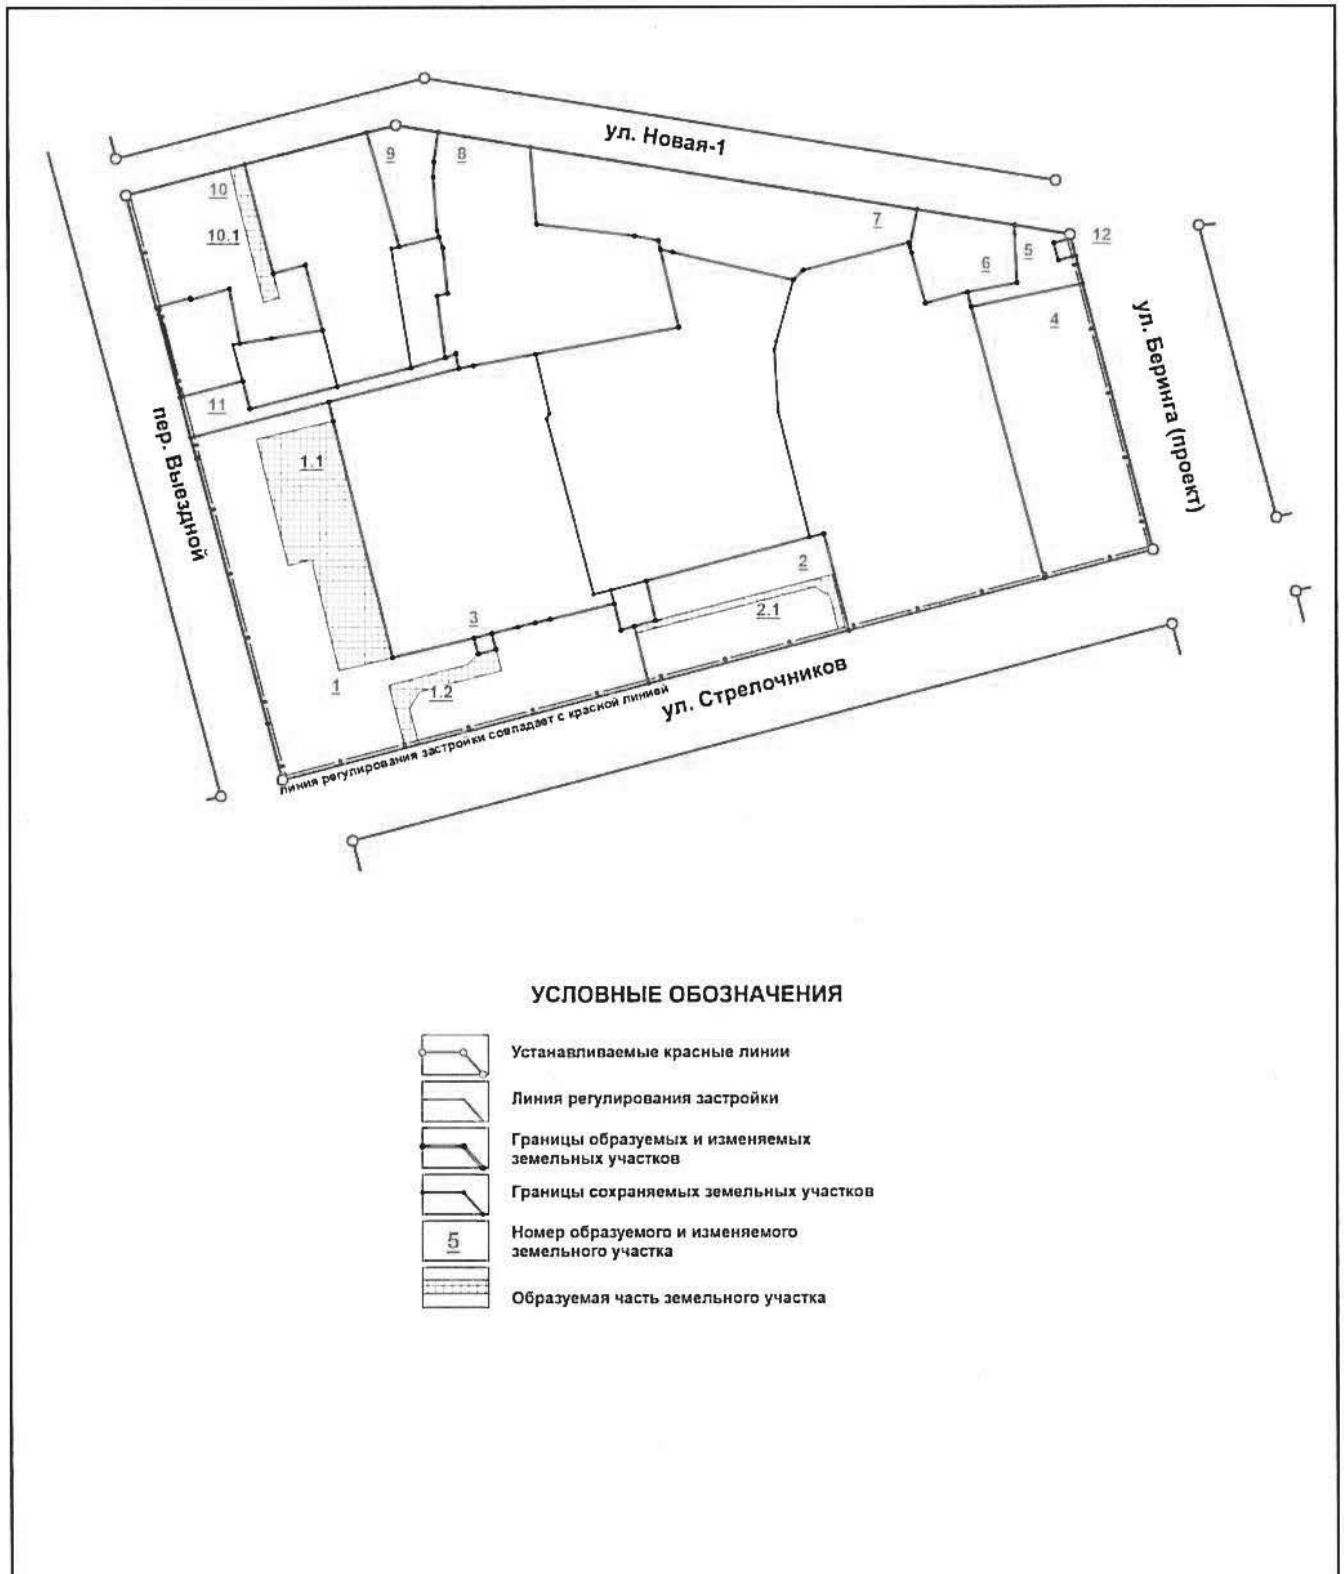 ул. Новая-1
9
8
10
7
12
10.1
5
6
4
ул. Беринга (проект)
11
пер. Выездной
1.1
2
2.1
3
1
1.2
ул. Стрелочников
линия регулирования застройки совпадает с красной линией
УСЛОВНЫЕ ОБОЗНАЧЕНИЯ
Устанавливаемые красные линии
Линия регулирования застройки
Границы образуемых и изменяемых
земельных участков
Границы сохраняемых земельных участков
5
Номер образуемого и изменяемого
земельного участка
Образуемая часть земельного участка